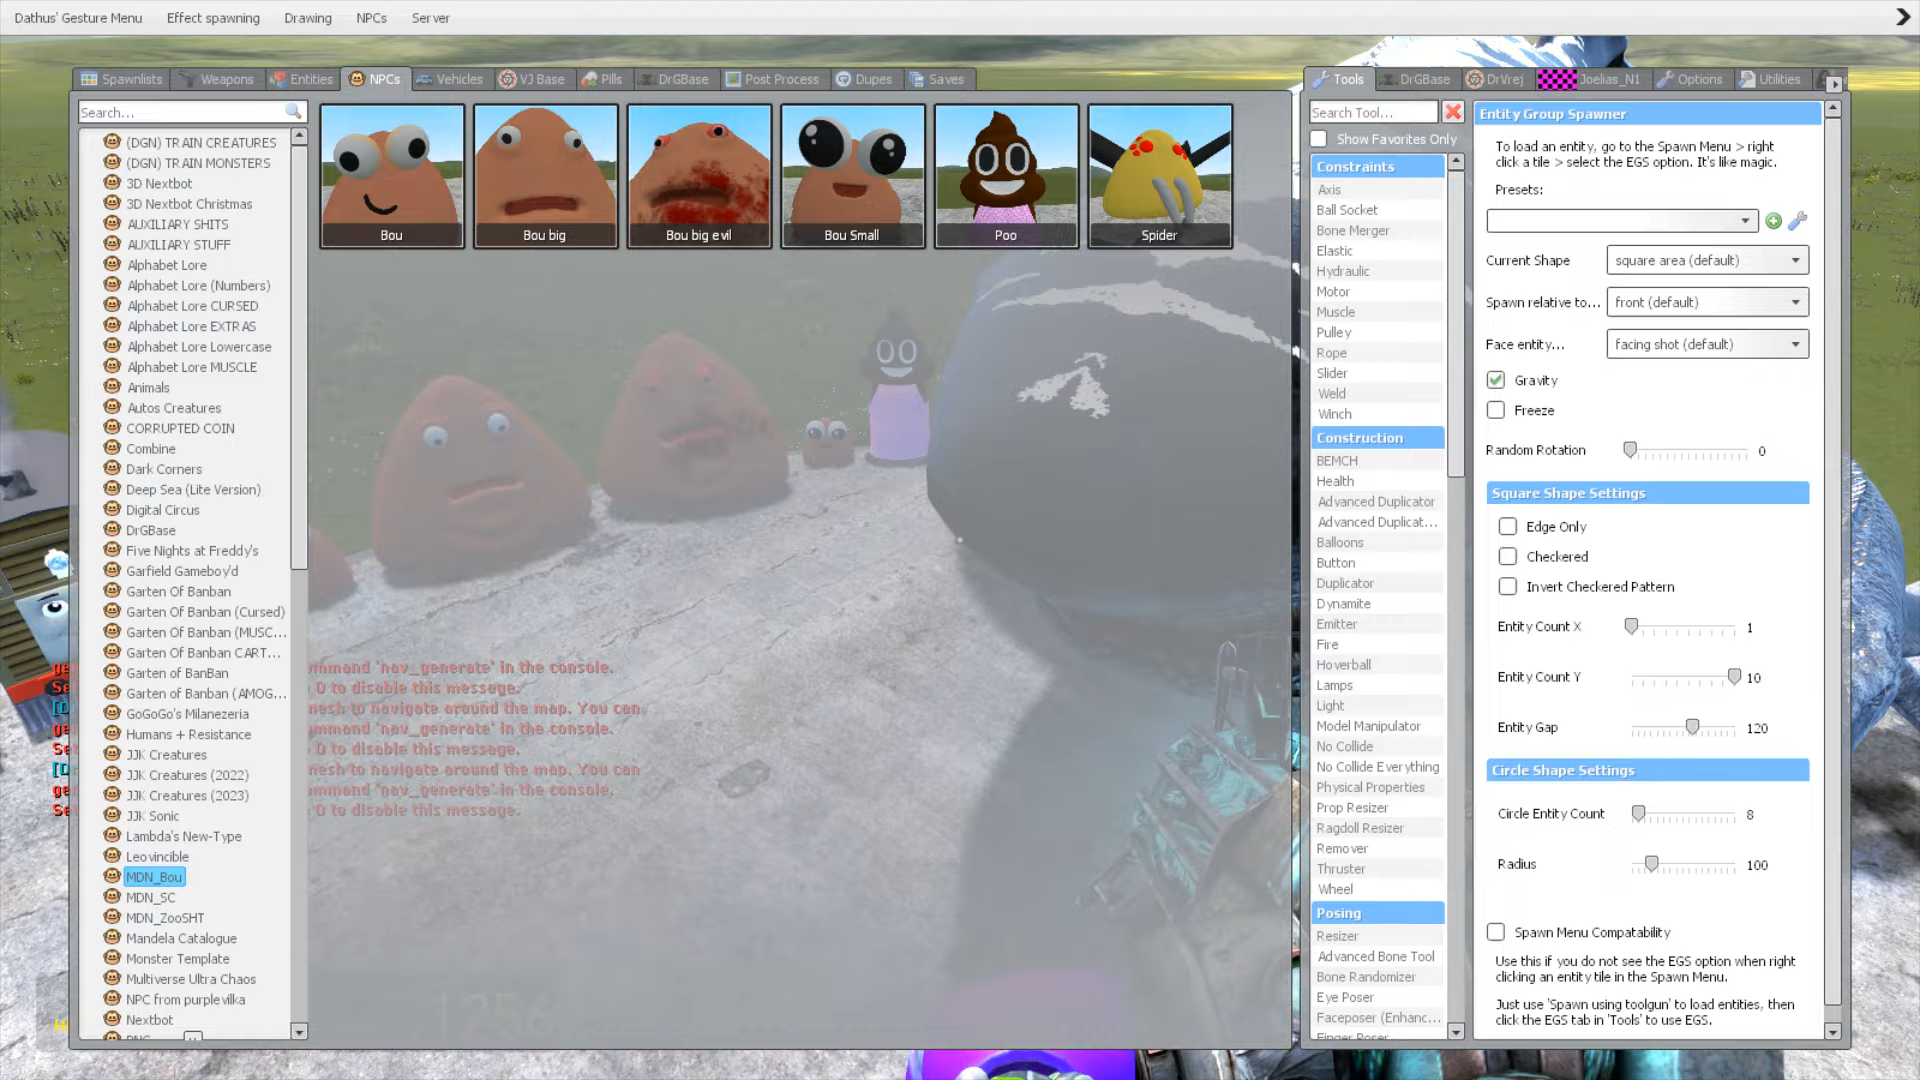 Dathus' Gesture Menu
Effect spawning
Drawing
NPCs
Server
Spawnlists
Weapons
Entities
NPCs
Vehicles
VJ Base
Pills
DrGBase
Post Process
Dupes
Saves
Search...
(DGN) TRAIN CREATURES
(DGN) TRAIN MONSTERS
3D Nextbot
3D Nextbot Christmas
AUXILIARY SHITS
AUXILIARY STUFF
Alphabet Lore
Alphabet Lore (Numbers)
Alphabet Lore CURSED
Alphabet Lore EXTRAS
Alphabet Lore Lowercase
Alphabet Lore MUSCLE
Animals
Autos Creatures
CORRUPTED COIN
Combine
Dark Corners
Deep Sea (Lite Version)
Digital Circus
DrGBase
Five Nights at Freddy's
Garfield Gameboy'd
Garten Of Banban
Garten Of Banban (Cursed)
Garten Of Banban (MUSC...
Garten Of Banban CART...
Garten of BanBan
Garten of Banban (AMOG...
GoGoGo's Milanezeria
Humans + Resistance
JJK Creatures
JJK Creatures (2022)
JJK Creatures (2023)
JJK Sonic
Lambda's New-Type
Leovincible
MDN_Bou
MDN_SC
MDN_ZooSHT
Mandela Catalogue
Monster Template
Multiverse Ultra Chaos
NPC from purplevilka
Nextbot
Bou
Bou big
Bou big evil
Bou Small
Poo
Spider
ommand 'nav_generate' in the console.
0 to disable this message.
mesh to navigate around the map. You can
ommand 'nav_generate' in the console.
0 to disable this message.
mesh to navigate around the map. You can
ommand 'nav_generate' in the console.
0 to disable this message.
1256
Tools
DrGBase
DrVrej
Joelias_N1
Options
Utilities
Search Tool...
Show Favorites Only
Constraints
Axis
Ball Socket
Bone Merger
Elastic
Hydraulic
Motor
Muscle
Pulley
Rope
Slider
Weld
Winch
Construction
BEMCH
Health
Advanced Duplicator
Advanced Duplicat...
Balloons
Button
Duplicator
Dynamite
Emitter
Fire
Hoverball
Lamps
Light
Model Manipulator
No Collide
No Collide Everything
Physical Properties
Prop Resizer
Ragdoll Resizer
Remover
Thruster
Wheel
Posing
Resizer
Advanced Bone Tool
Bone Randomizer
Eye Poser
Faceposer (Enhanc...
Finger Poser
Entity Group Spawner
To load an entity, go to the Spawn Menu > right
click a tile > select the EGS option. It's like magic.
Presets:
Current Shape
square area (default)
Spawn relative to...
front (default)
Face entity...
facing shot (default)
Gravity
Freeze
Random Rotation
0
Square Shape Settings
Edge Only
Checkered
Invert Checkered Pattern
Entity Count X
1
Entity Count Y
10
Entity Gap
120
Circle Shape Settings
Circle Entity Count
8
Radius
100
Spawn Menu Compatability
Use this if you do not see the EGS option when right
clicking an entity tile in the Spawn Menu.
Just use 'Spawn using toolgun' to load entities, then
click the EGS tab in 'Tools' to use EGS.